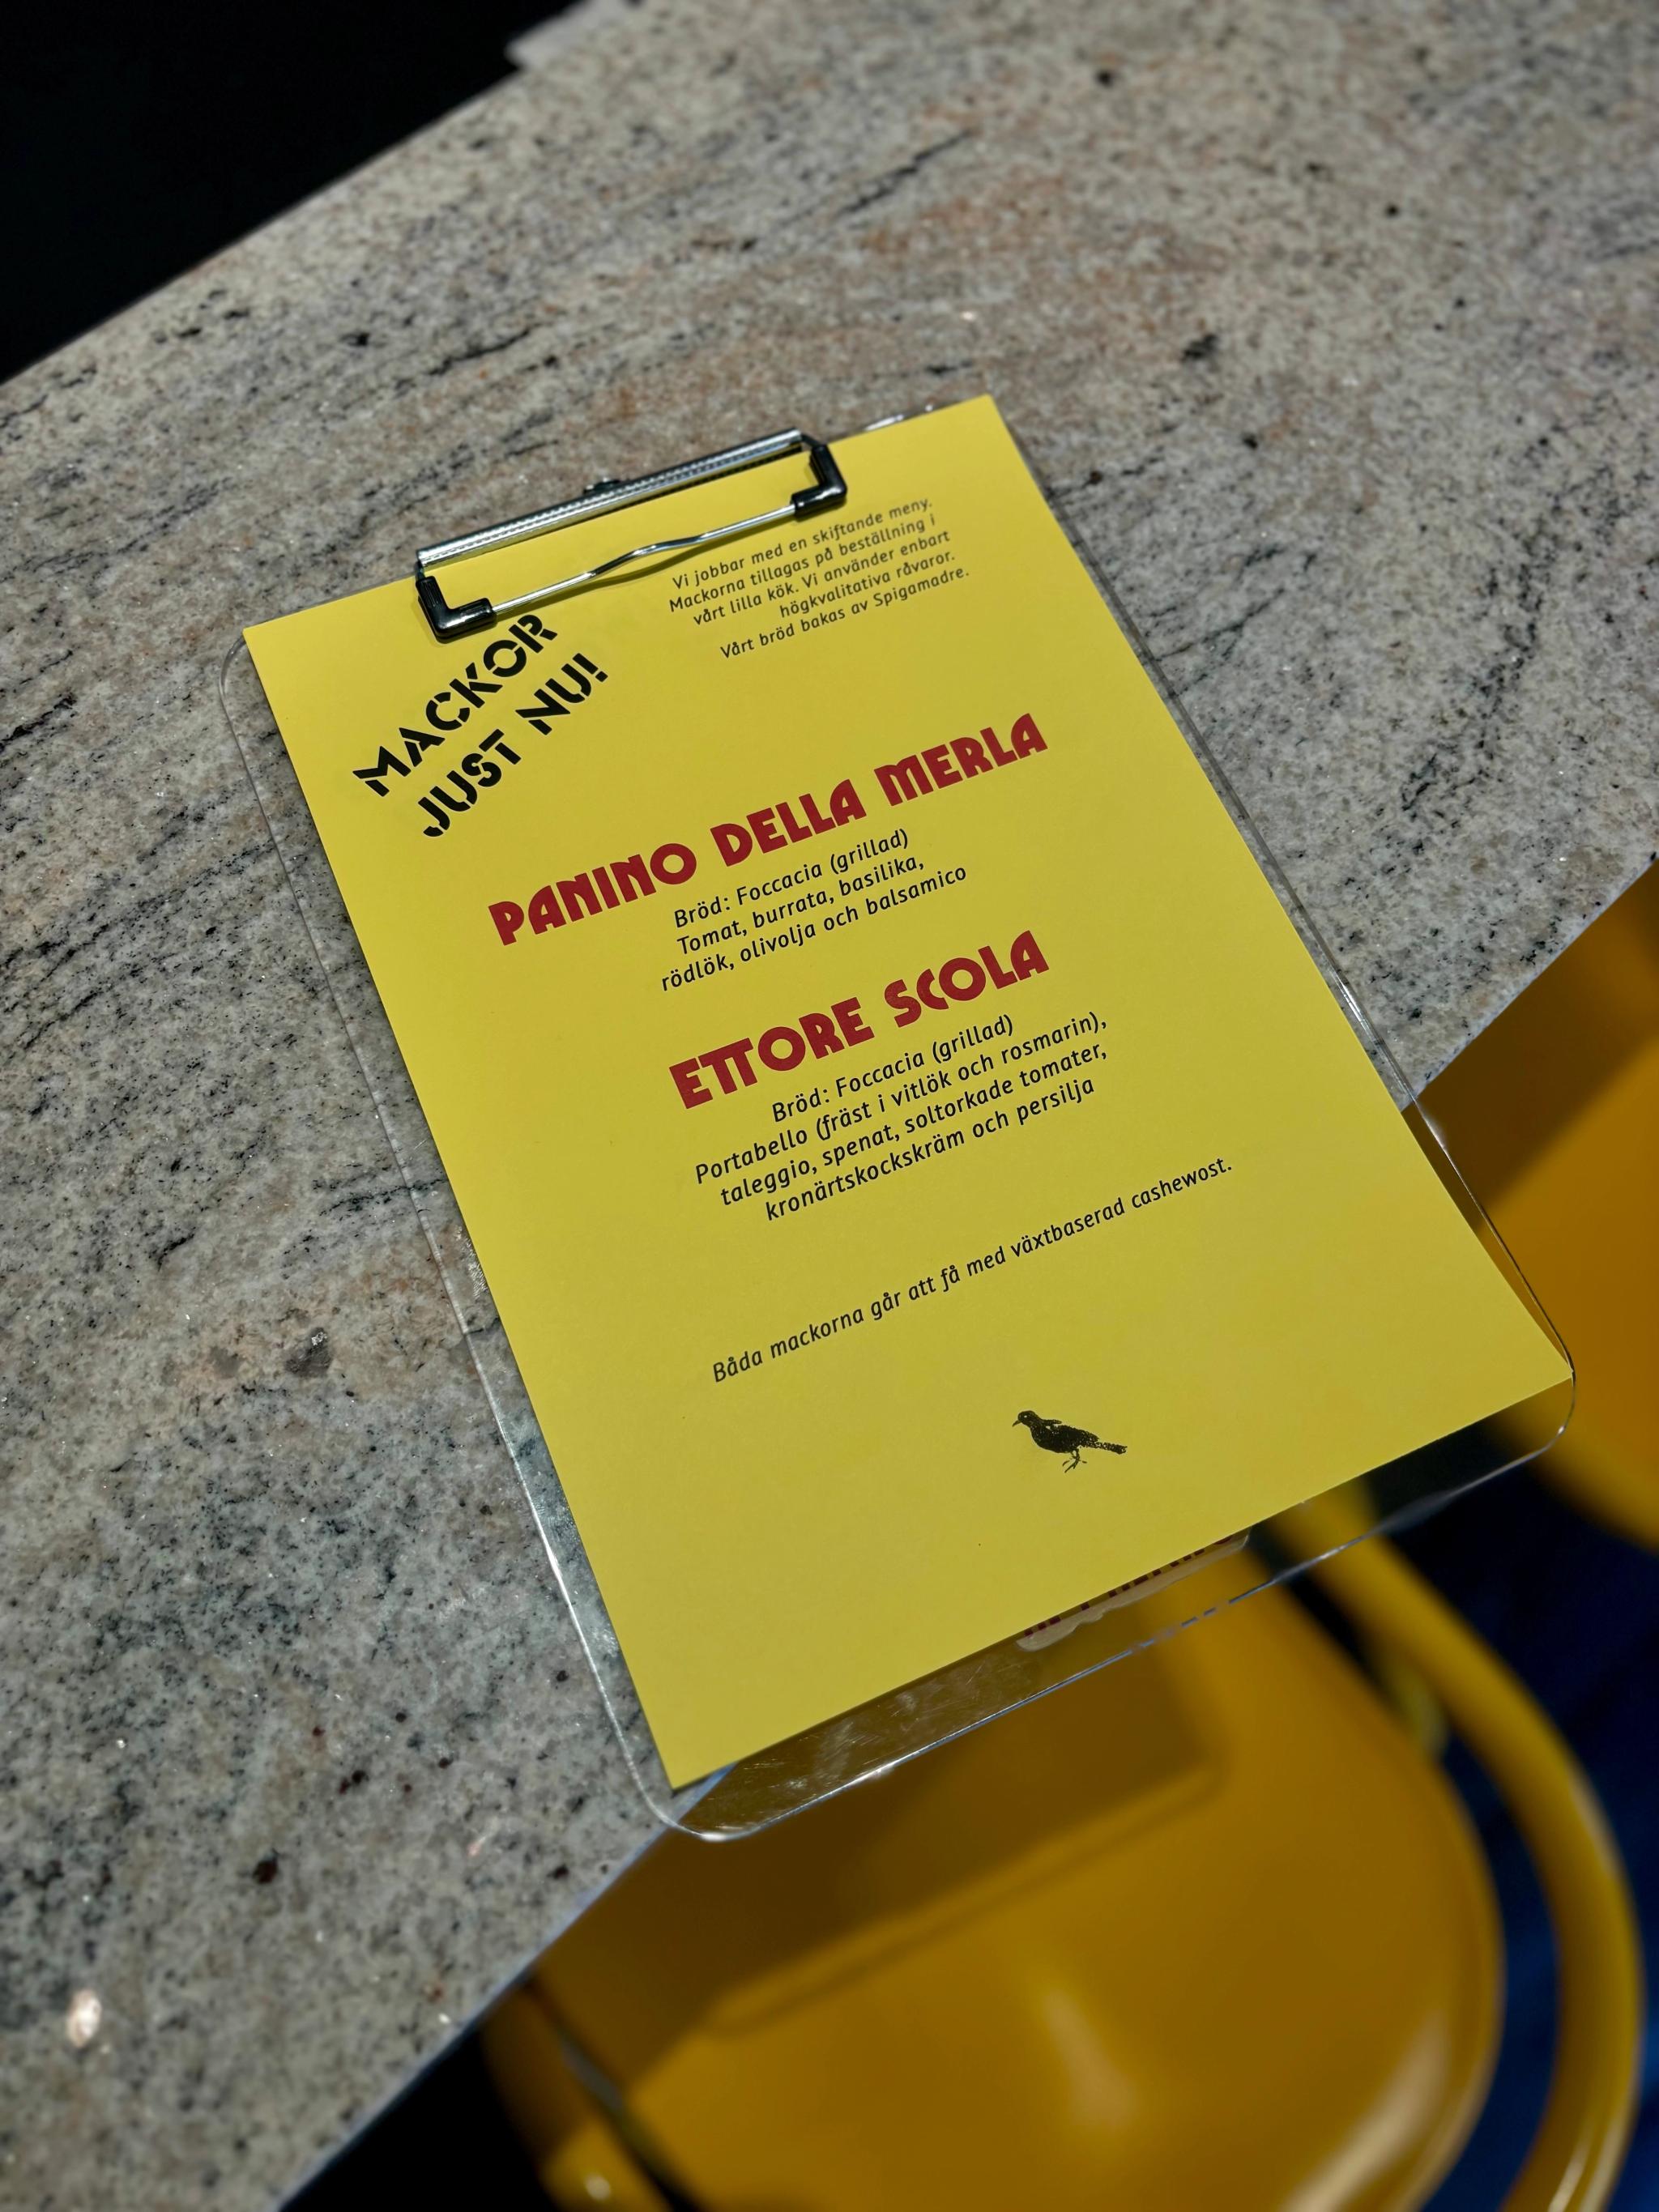 MACKOR
JUST NU!
Vi jobbar med en skiftande meny.
Mackorna tillagas på beställning i
vårt lilla kök. Vi använder enbart
högkvalitativa råvaror.
Vårt bröd bakas av Spigamadre.
PANINO DELLA MERLA
Bröd: Foccacia (grillad)
Tomat, burrata, basilika,
rödlök, olivolja och balsamico
ETTORE SCOLA
Bröd: Foccacia (grillad)
Portabello (fräst i vitlök och rosmarin),
taleggio, spenat, soltorkade tomater,
kronärtskockskräm och persilja
Båda mackorna går att få med växtbaserad cashewost.